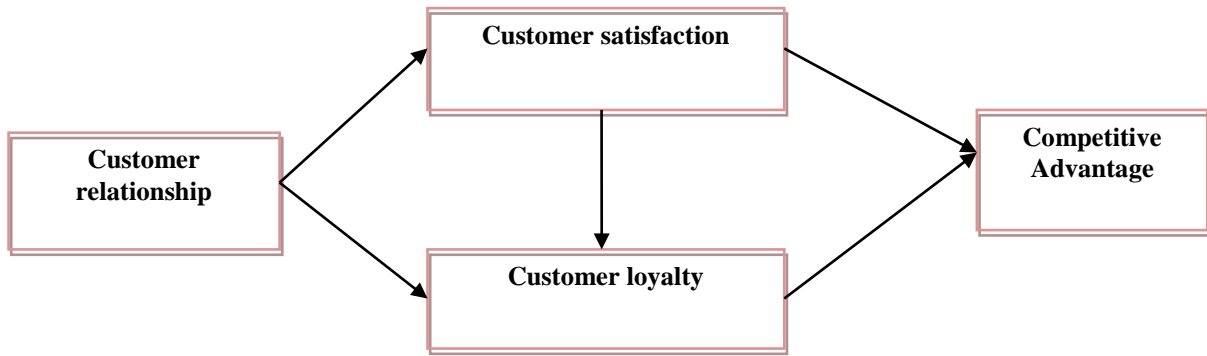 Customer satisfaction
Customer
relationship
Competitive
Advantage
Customer loyalty